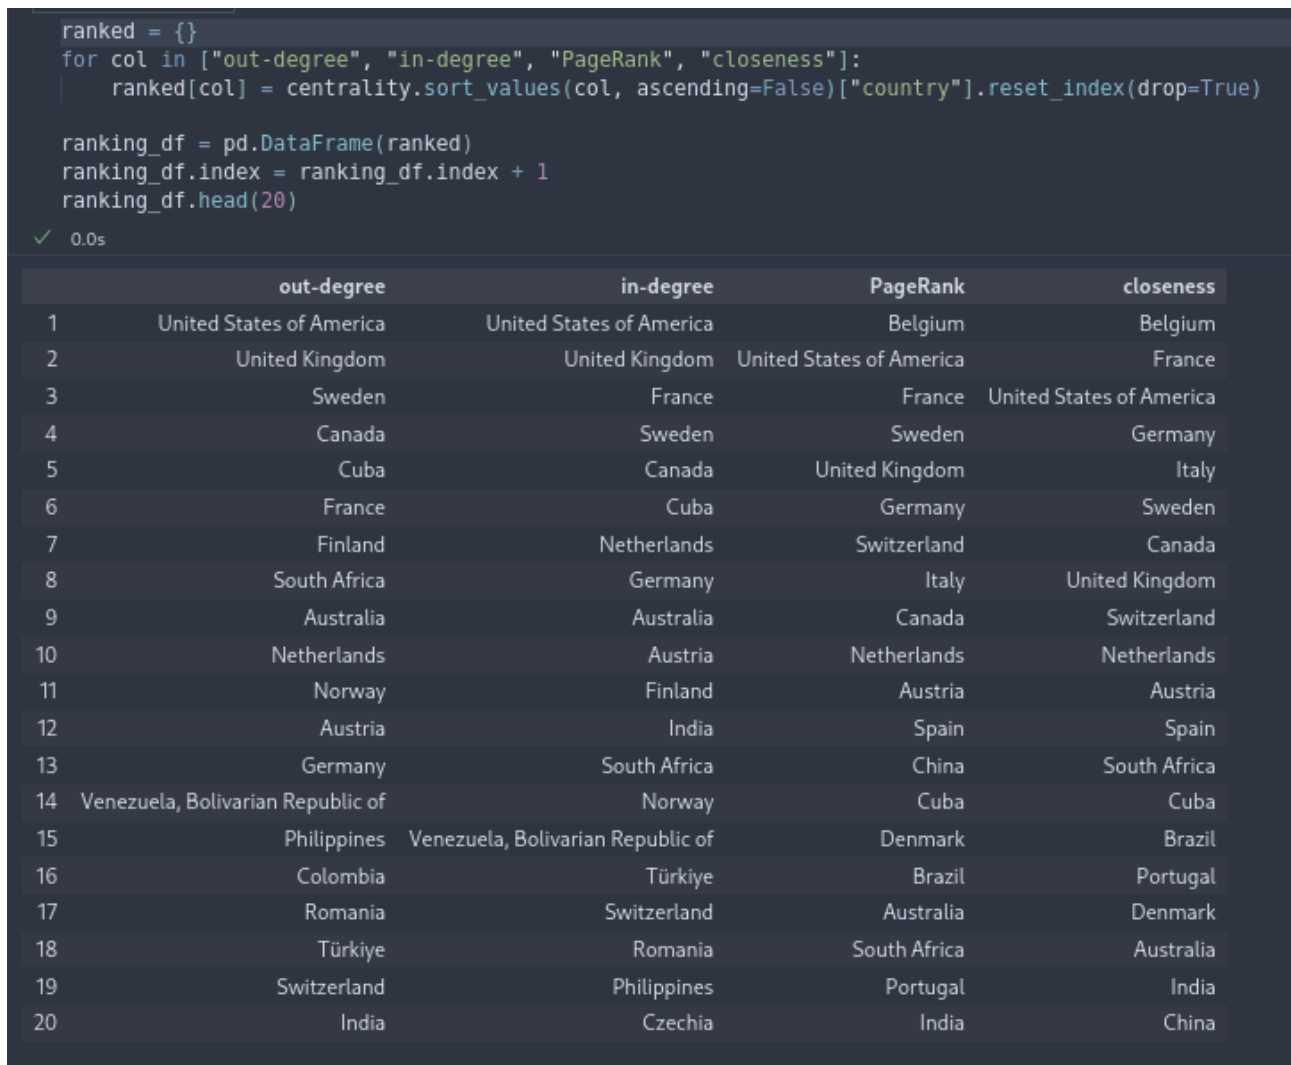 ranked = {}
for col in ["out-degree", "in-degree", "PageRank", "closeness"]:
    ranked[col] = centrality.sort_values(col, ascending=False)["country"].reset_index(drop=True)

ranking_df = pd.DataFrame(ranked)
ranking_df.index = ranking_df.index + 1
ranking_df.head(20)
✓ 0.0s
out-degree in-degree PageRank closeness
1 United States of America United States of America Belgium Belgium
2 United Kingdom United Kingdom United States of America France
3 Sweden France France United States of America
4 Canada Sweden Sweden Germany
5 Cuba Canada United Kingdom Italy
6 France Cuba Germany Sweden
7 Finland Netherlands Switzerland Canada
8 South Africa Germany Italy United Kingdom
9 Australia Australia Canada Switzerland
10 Netherlands Austria Netherlands Netherlands
11 Norway Finland Austria Austria
12 Austria India Spain Spain
13 Germany South Africa China South Africa
14 Venezuela, Bolivarian Republic of Norway Cuba Cuba
15 Philippines Venezuela, Bolivarian Republic of Denmark Brazil
16 Colombia Türkiye Brazil Portugal
17 Romania Switzerland Australia Denmark
18 Türkiye Romania South Africa Australia
19 Switzerland Philippines Portugal India
20 India Czechia India China